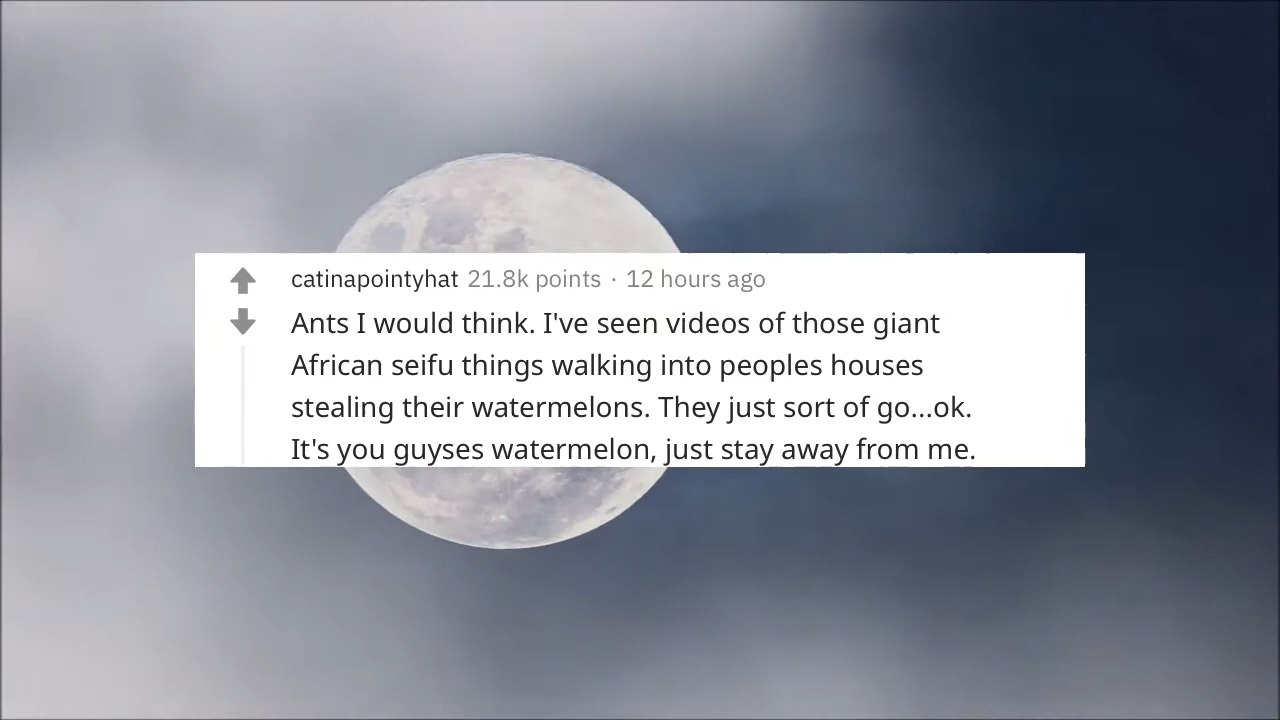 catinapointyhat 21.8k points · 12 hours ago
Ants I would think. I've seen videos of those giant
African seifu things walking into peoples houses
stealing their watermelons. They just sort of go...ok.
It's you guyses watermelon, just stay away from me.